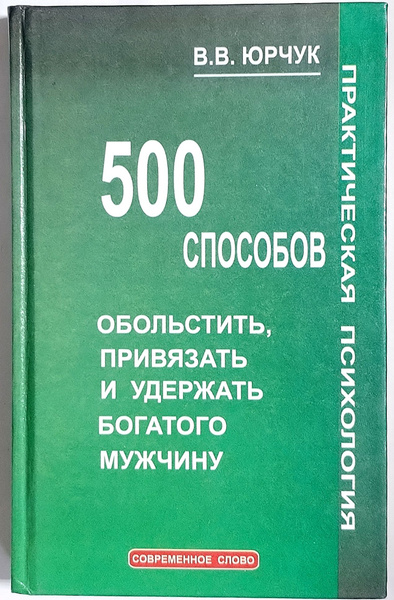 В.В. ЮРЧУК
500
СПОСОБОВ
ОБОЛЬСТИТЬ,
ПРИВЯЗАТЬ
И УДЕРЖАТЬ
БОГАТОГО
МУЖЧИНУ
СОВРЕМЕННОЕ СЛОВО
ПРАКТИЧЕСКАЯ ПСИХОЛОГИЯ